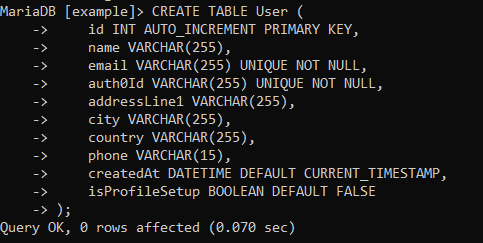 MariaDB [example]> CREATE TABLE User (
    ->     id INT AUTO_INCREMENT PRIMARY KEY,
    ->     name VARCHAR(255),
    ->     email VARCHAR(255) UNIQUE NOT NULL,
    ->     auth0Id VARCHAR(255) UNIQUE NOT NULL,
    ->     addressLine1 VARCHAR(255),
    ->     city VARCHAR(255),
    ->     country VARCHAR(255),
    ->     phone VARCHAR(15),
    ->     createdAt DATETIME DEFAULT CURRENT_TIMESTAMP,
    ->     isProfileSetup BOOLEAN DEFAULT FALSE
    -> );
Query OK, 0 rows affected (0.070 sec)